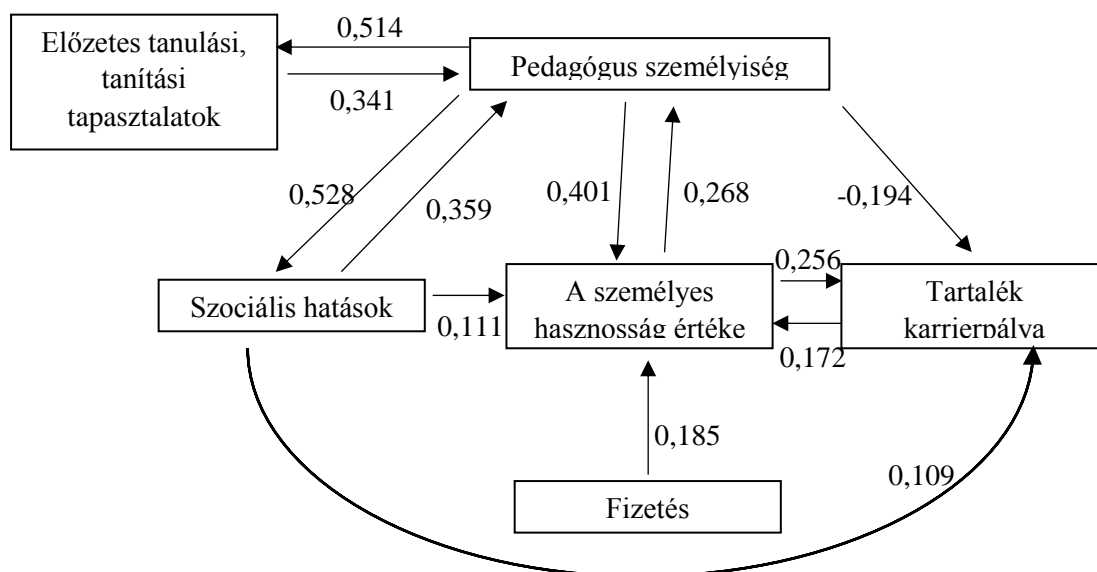 0,514
Előzetes tanulási,
tanítási
tapasztalatok
Pedagógus személyiség
0,341
0,528
0,359
0,401
0,268
-0,194
Szociális hatások
0,111
A személyes
hasznosság értéke
0,256
0,172
Tartalék
karrierpálya
0,185
0,109
Fizetés